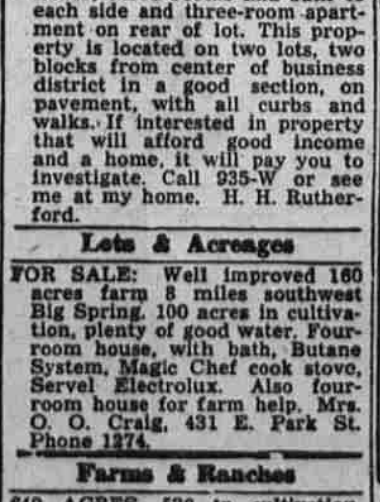 each side and three-room apart-
ment on rear of lot. This prop-
erty is located on two lots, two
blocks from center of business
district in a good section, on
pavement, with all curbs and
walks. If interested in property
that will afford good income
and a home, it will pay you to
investigate. Call 935-W or see
me at my home. H. H. Ruther-
ford.
Lots & Acreages
FOR SALE: Well improved 160
acres farm 8 miles southwest
Big Spring. 100 acres in cultiva-
tion, plenty of good water. Four-
room house, with bath, Butane
System, Magic Chef cook stove,
Servel Electrolux. Also four-
room house for farm help. Mrs.
O. O. Craig, 431 E. Park St.
Phone 1274.
Farms & Ranches